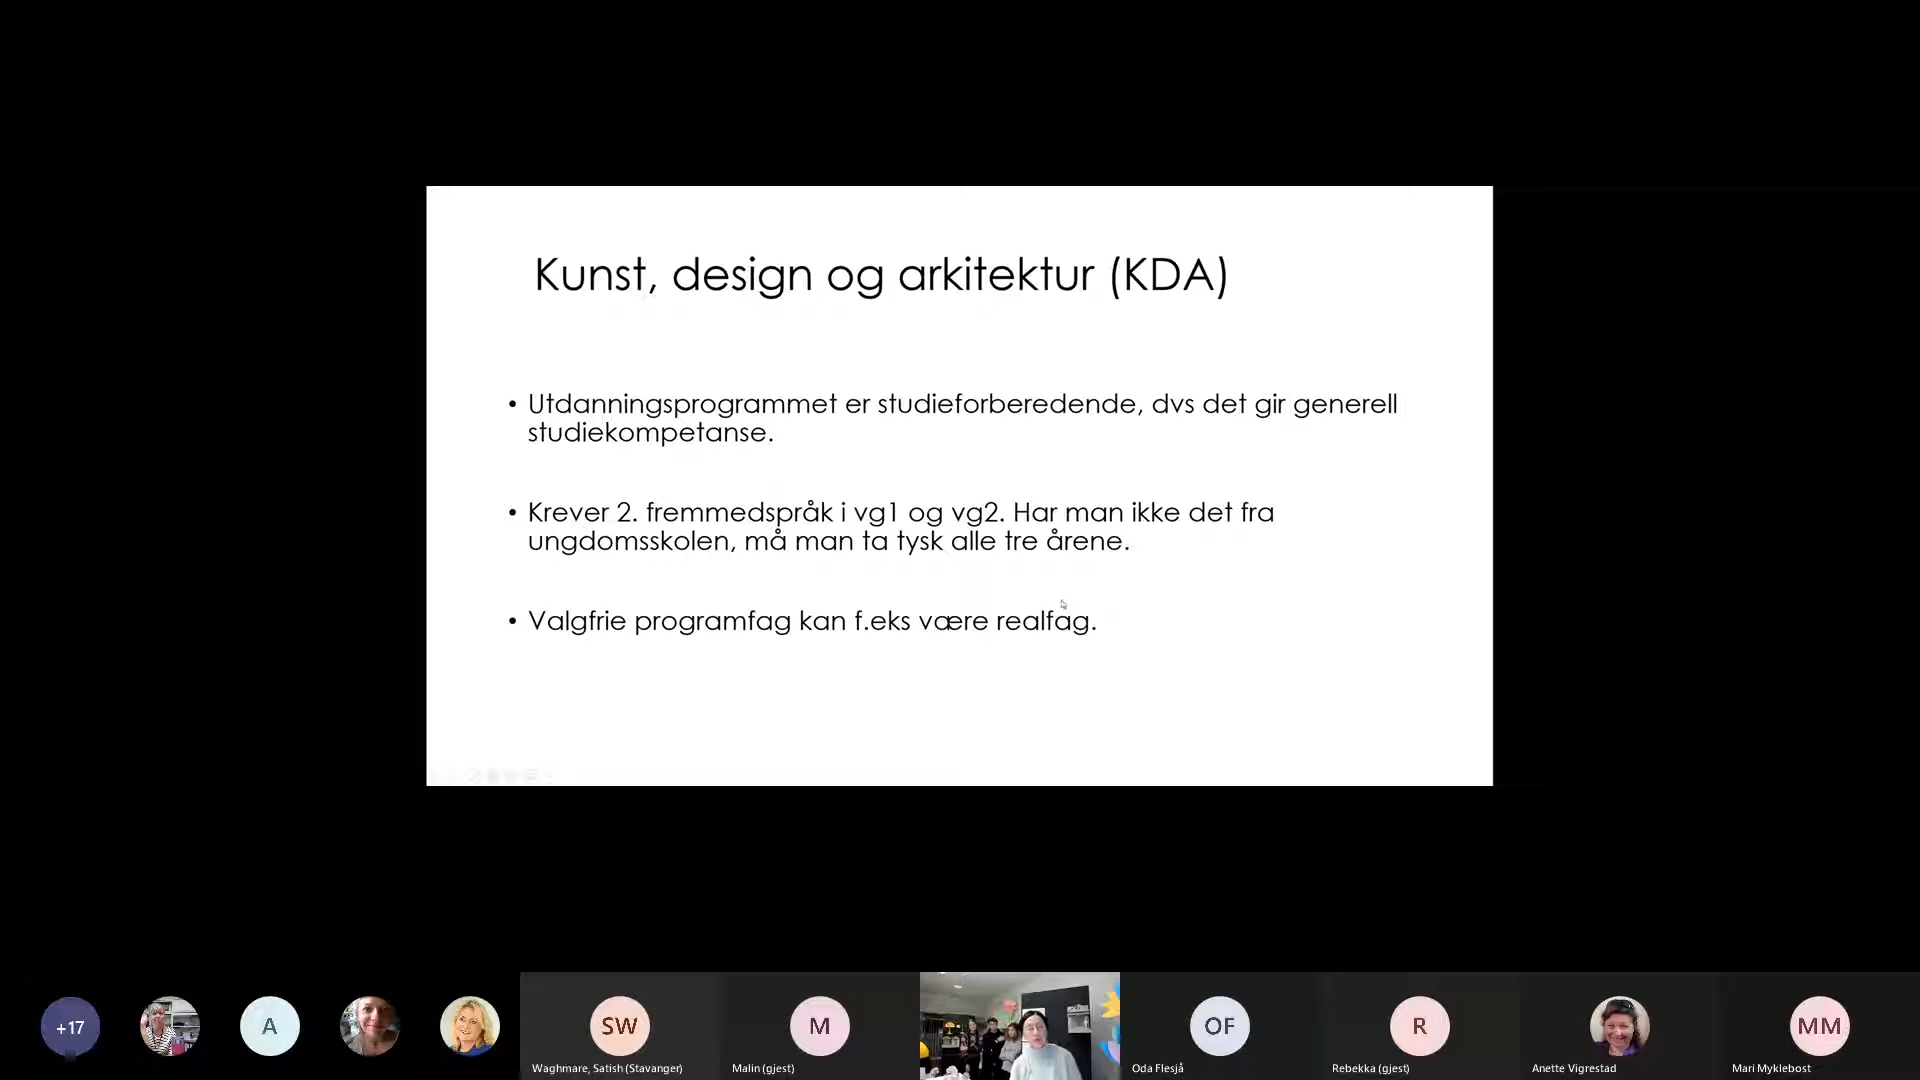 Kunst, design og arkitektur (KDA)
• Utdanningsprogrammet er studieforberedende, dvs det gir generell
studiekompetanse.
• Krever 2. fremmedspråk i vg1 og vg2. Har man ikke det fra
ungdomsskolen, må man ta tysk alle tre årene.
• Valgfrie programfag kan f.eks være realfag.
+17
A
SW
M
OF
R
MM
Waghmare, Satish (Stavanger)
Malin (gjest)
Oda Flesjå
Rebekka (gjest)
Anette Vigrestad
Mari Myklebost